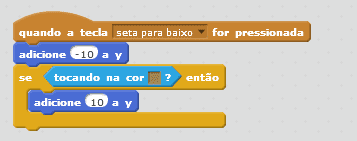 quando a tecla seta para baixo for pressionada
adicione -10 a y
se tocando na cor ? então
adicione 10 a y